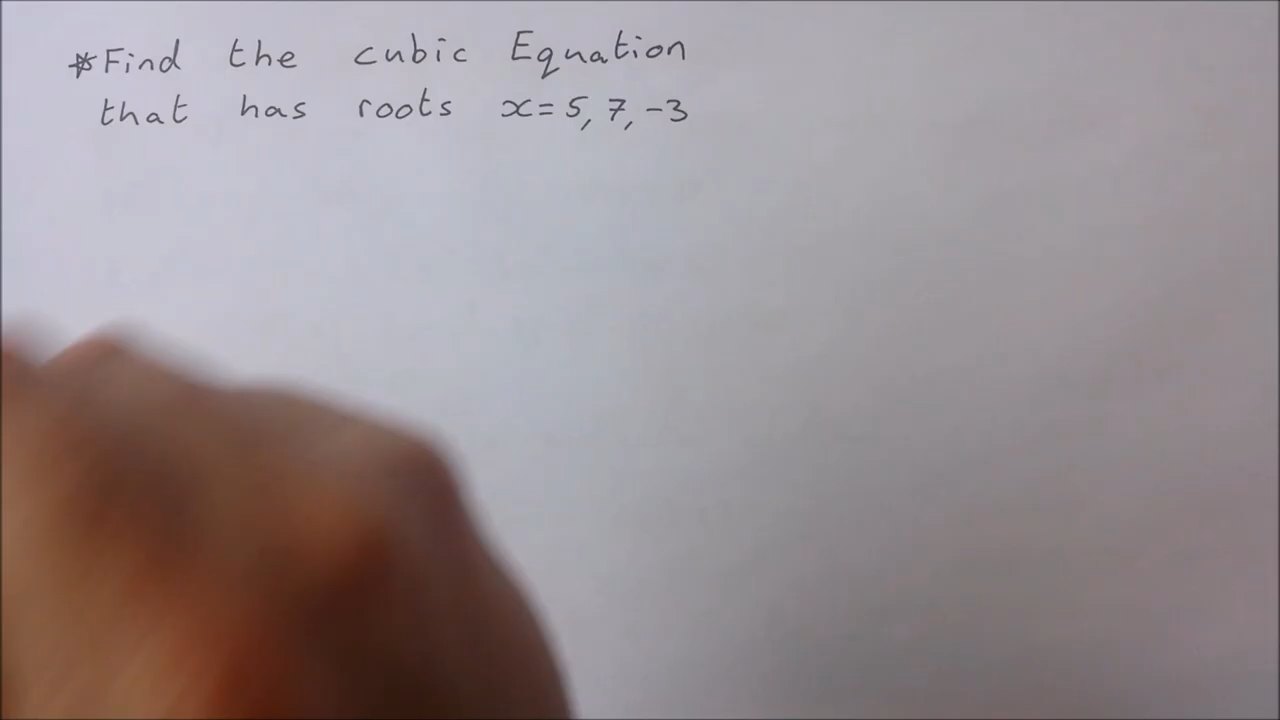 *Find the cubic Equation
that has roots x=5, 7, -3